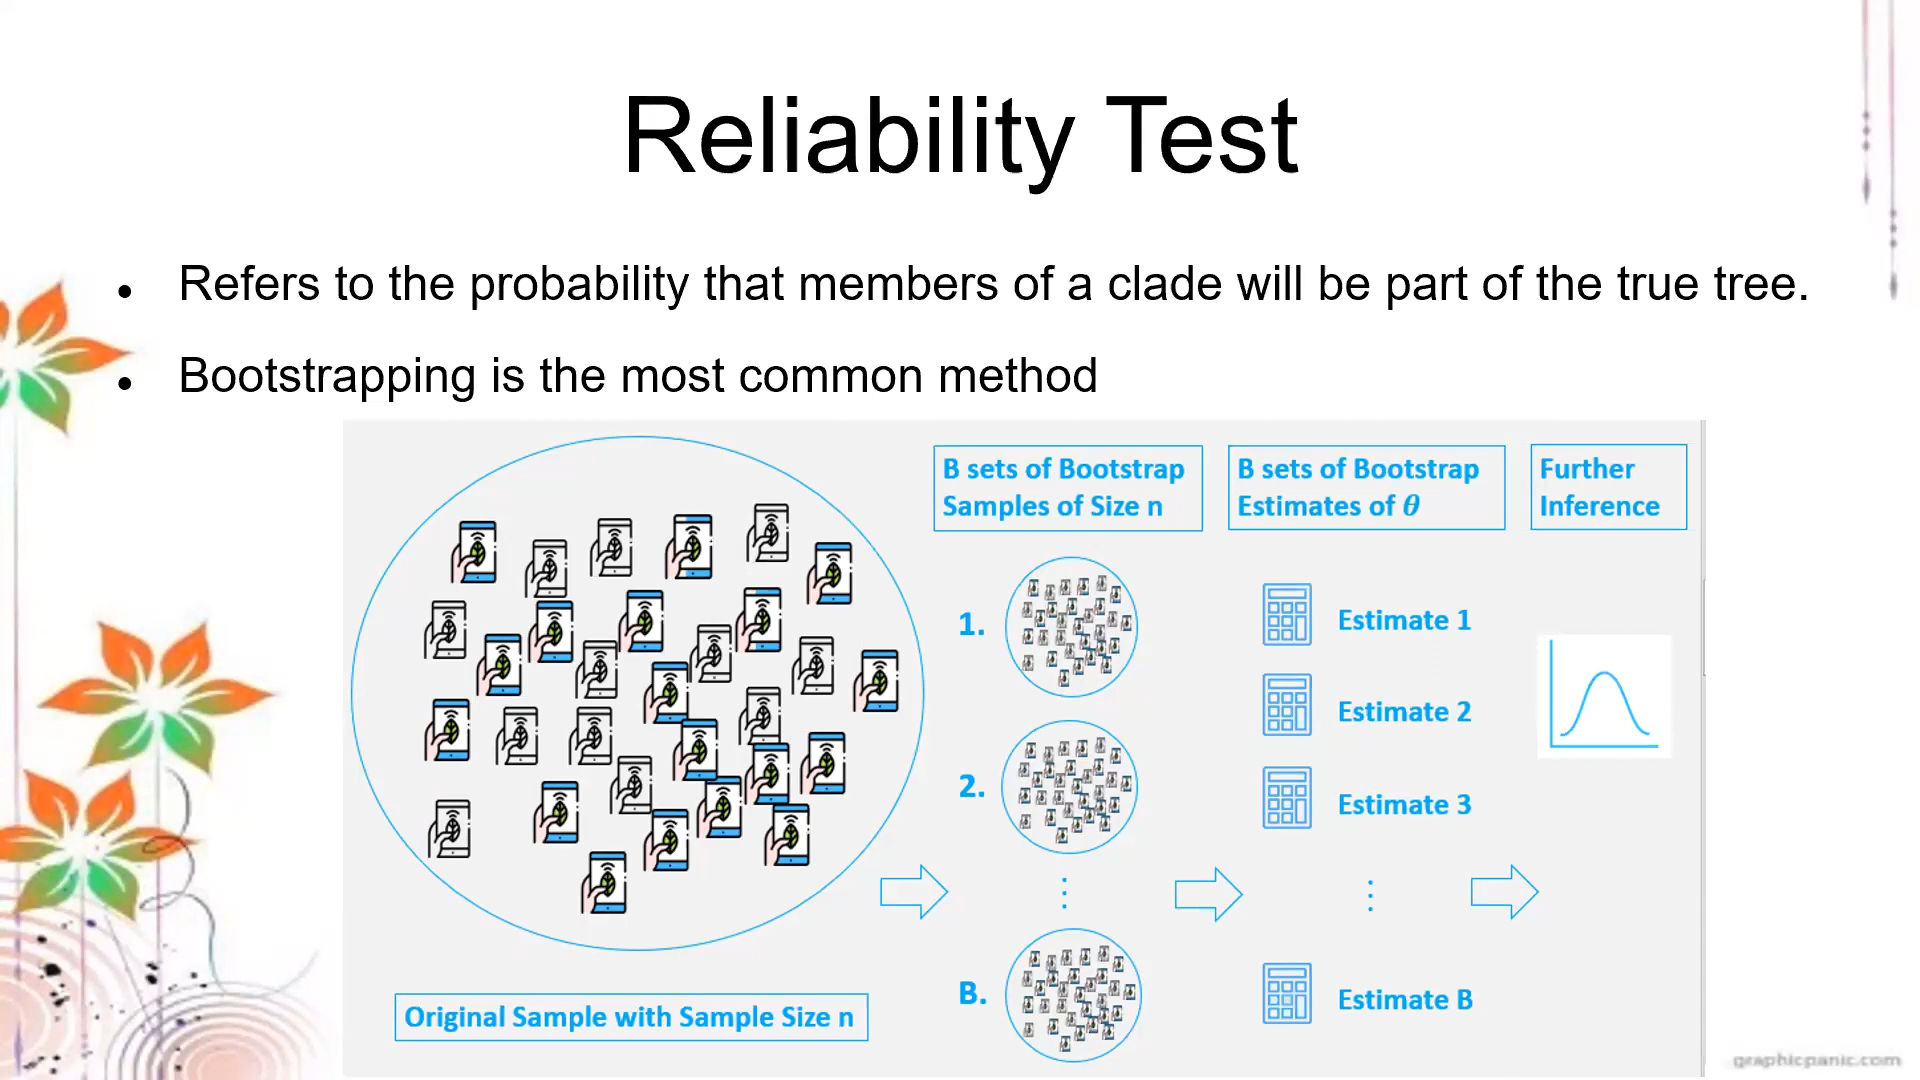 Reliability Test
• Refers to the probability that members of a clade will be part of the true tree.
• Bootstrapping is the most common method
B sets of Bootstrap
Samples of Size n
B sets of Bootstrap
Estimates of θ
Further
Inference
1.
Estimate 1
Estimate 2
2.
Estimate 3
⋮
⋮
B.
Estimate B
Original Sample with Sample Size n
graphicpanic.com